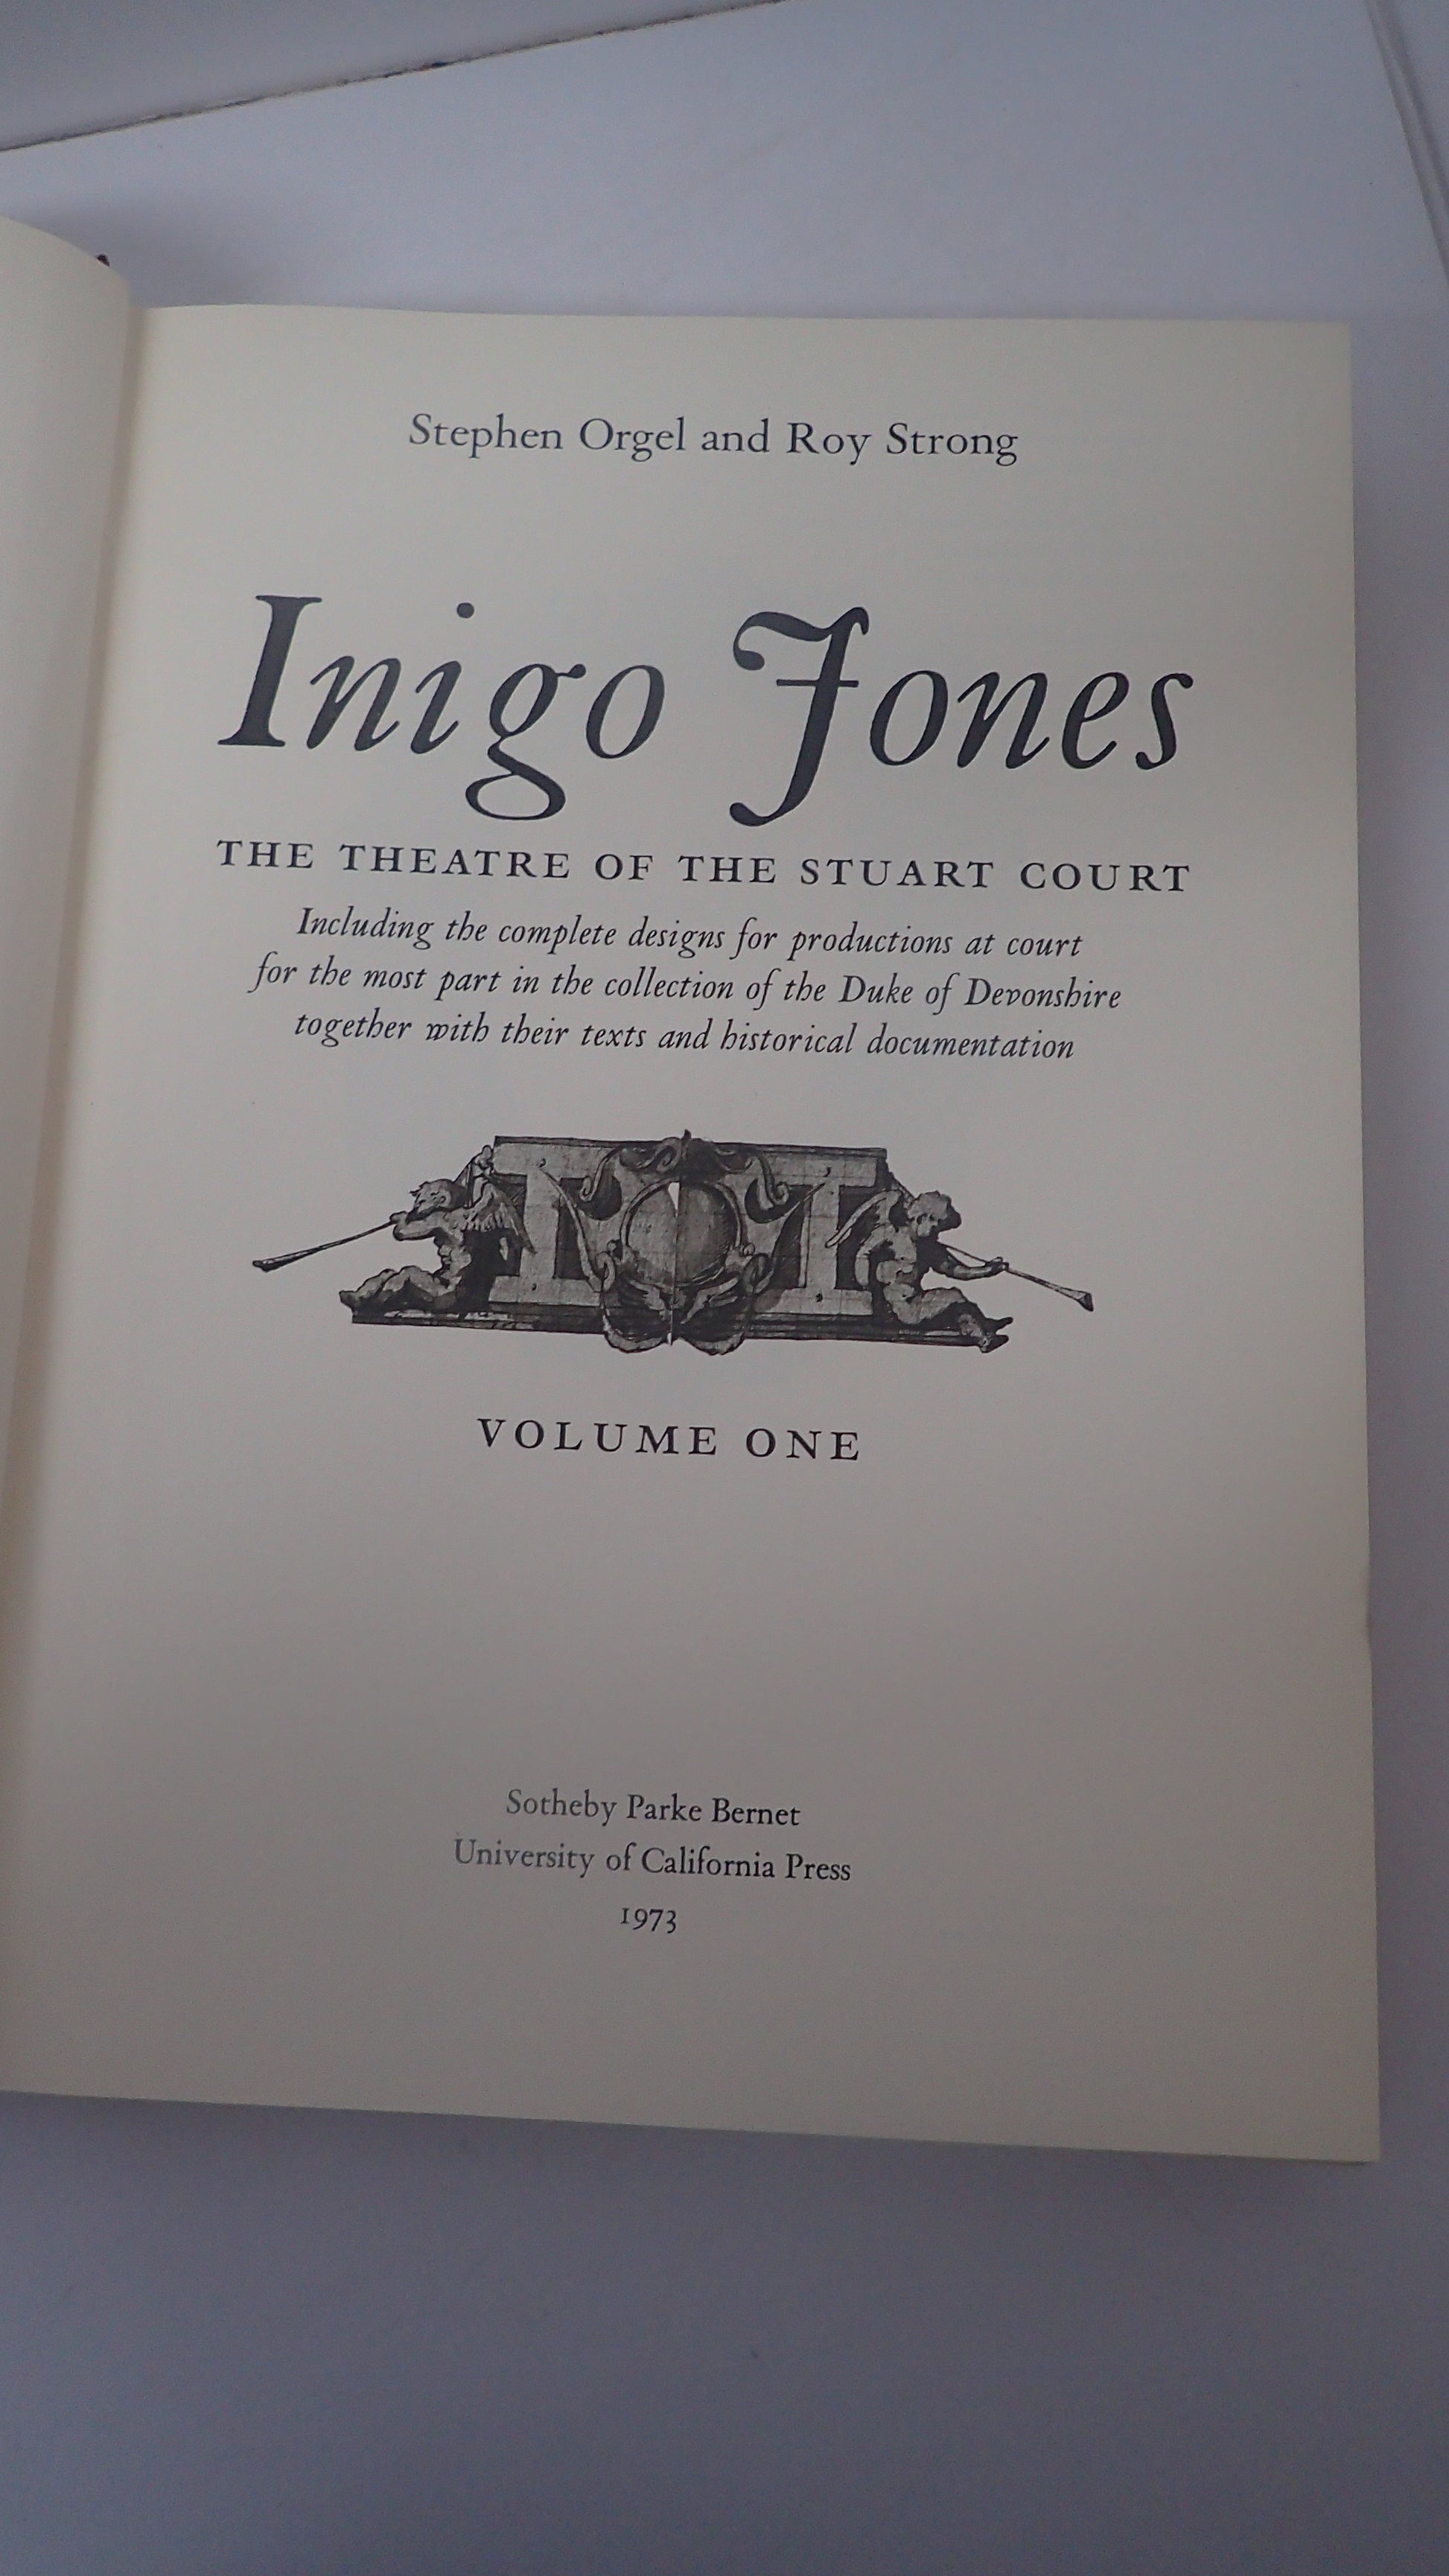 Stephen Orgel and Roy Strong
Inigo Jones
THE THEATRE OF THE STUART COURT
Including the complete designs for productions at court
for the most part in the collection of the Duke of Devonshire
together with their texts and historical documentation
VOLUME ONE
Sotheby Parke Bernet
University of California Press
1973